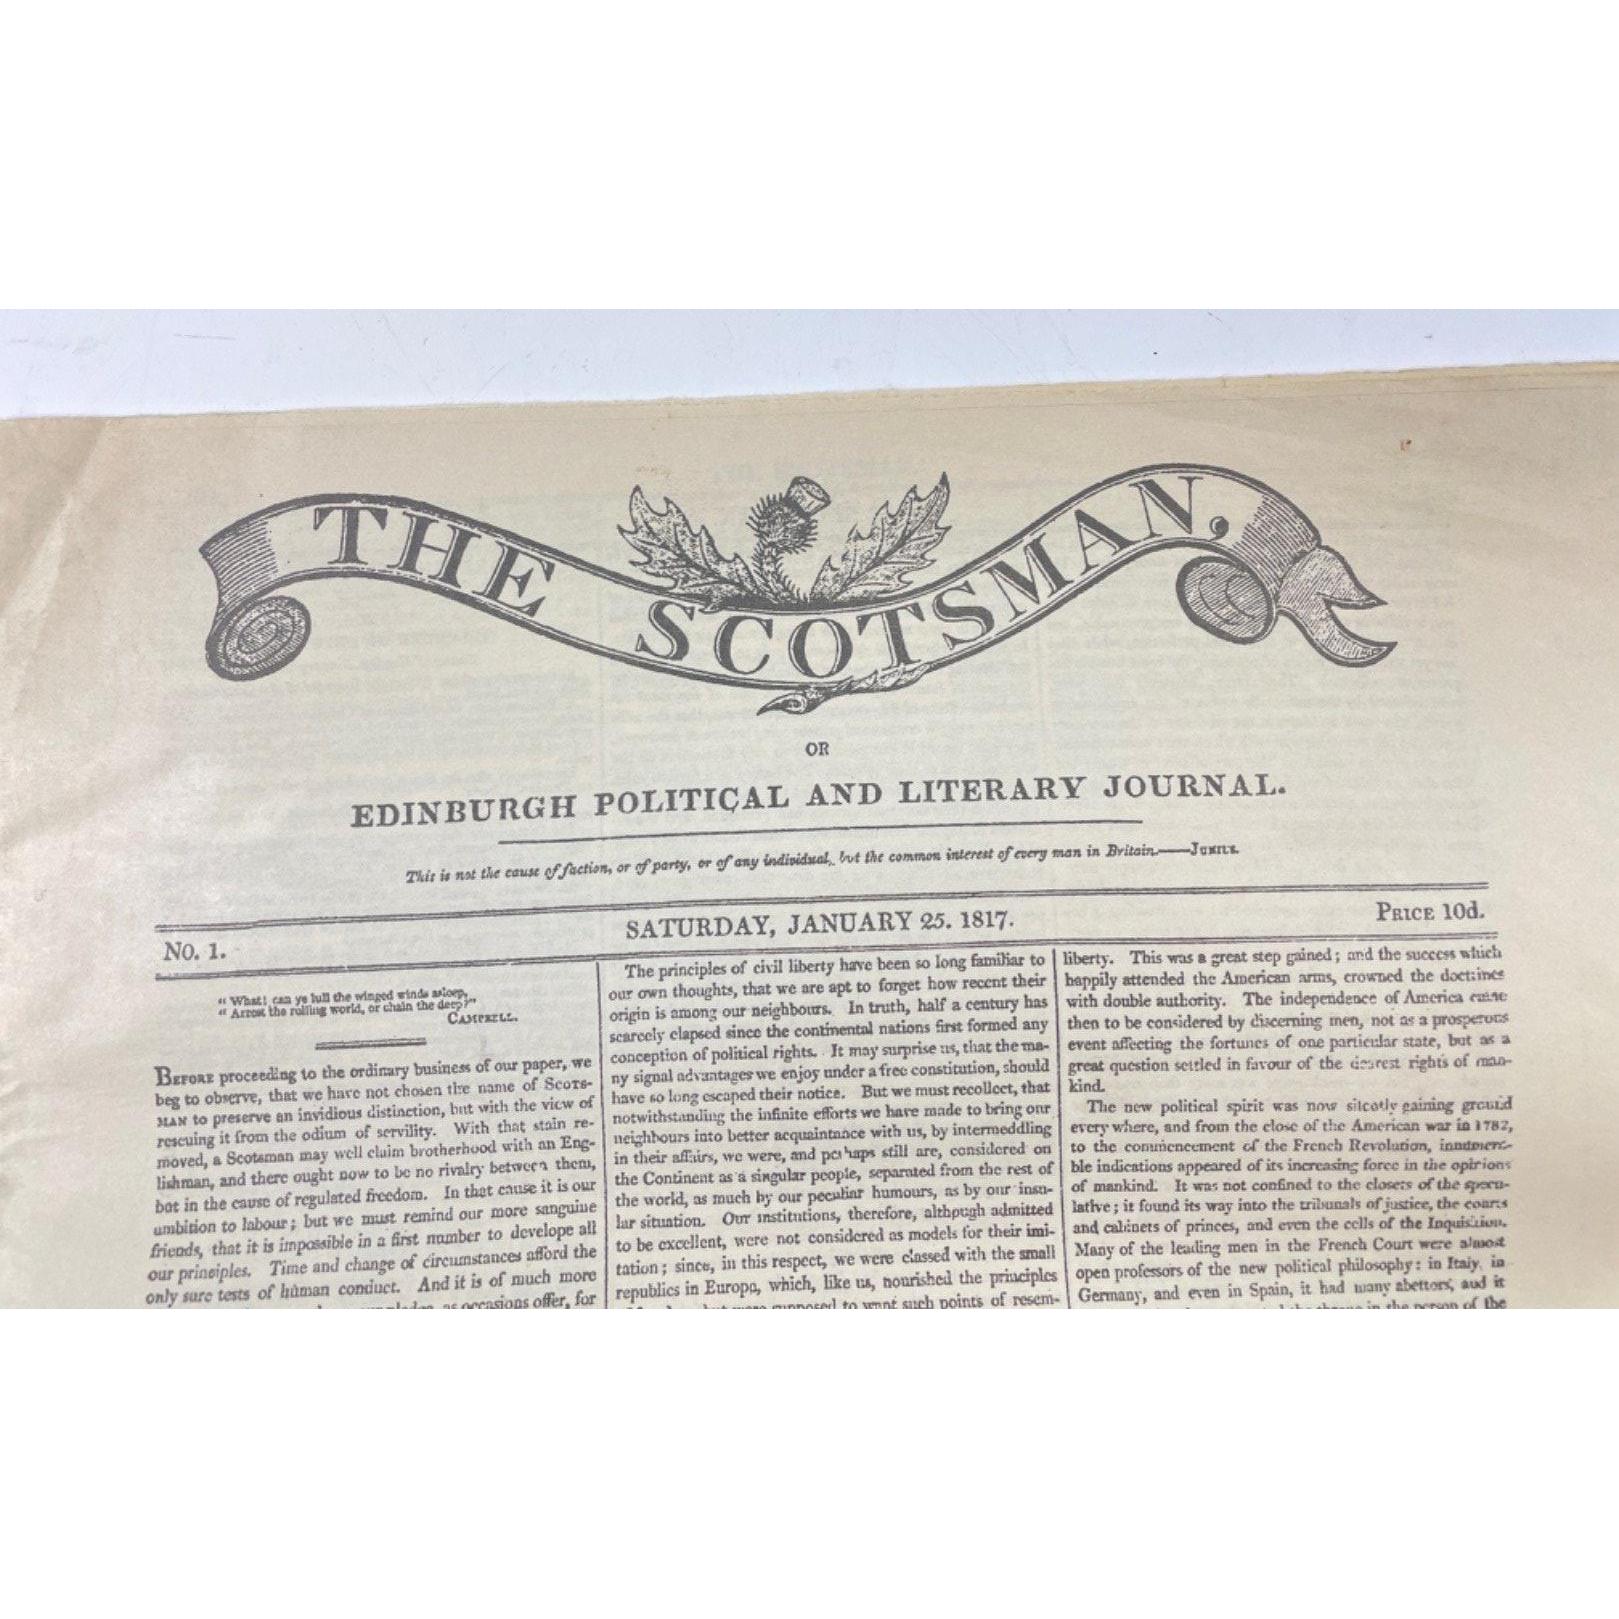 THE SCOTSMAN,
OR
EDINBURGH POLITICAL AND LITERARY JOURNAL.
This is not the cause of faction, or of party, or of any individual, but the common interest of every man in Britain.——JUNIUS.
NO. 1.
SATURDAY, JANUARY 25. 1817.
PRICE 10d.
“ What! can ye lull the winged winds asleep,
“ Arrest the rolling world, or chain the deep?”
CAMPBELL.
BEFORE proceeding to the ordinary business of our paper, we
beg to observe, that we have not chosen the name of SCOTS-
MAN to preserve an invidious distinction, but with the view of
rescuing it from the odium of servility. With that stain re-
moved, a Scotsman may well claim brotherhood with an Eng-
lishman, and there ought now to be no rivalry between them,
but in the cause of regulated freedom. In that cause it is our
ambition to labour; but we must remind our more sanguine
friends, that it is impossible in a first number to develope all
our principles. Time and change of circumstances afford the
only sure tests of human conduct. And it is of much more
as occasions offer, for
The principles of civil liberty have been so long familiar to
our own thoughts, that we are apt to forget how recent their
origin is among our neighbours. In truth, half a century has
scarcely elapsed since the continental nations first formed any
conception of political rights. It may surprise us, that the ma-
ny signal advantages we enjoy under a free constitution, should
have so long escaped their notice. But we must recollect, that
notwithstanding the infinite efforts we have made to bring our
neighbours into better acquaintance with us, by intermeddling
in their affairs, we were, and perhaps still are, considered on
the Continent as a singular people, separated from the rest of
the world, as much by our peculiar humours, as by our insu-
lar situation. Our institutions, therefore, although admitted
to be excellent, were not considered as models for their imi-
tation; since, in this respect, we were classed with the small
republics in Europe, which, like us, nourished the principles
supposed to want such points of resem-
liberty. This was a great step gained; and the success which
happily attended the American arms, crowned the doctrines
with double authority. The independence of America came
then to be considered by discerning men, not as a prosperous
event affecting the fortunes of one particular state, but as a
great question settled in favour of the dearest rights of man-
kind.
The new political spirit was now silently gaining ground
every where, and from the close of the American war in 1782,
to the commencement of the French Revolution, innumera-
ble indications appeared of its increasing force in the opinions
of mankind. It was not confined to the closets of the specu-
lative; it found its way into the tribunals of justice, the courts
and cabinets of princes, and even the cells of the Inquisition.
Many of the leading men in the French Court were almost
open professors of the new political philosophy: in Italy, in
Germany, and even in Spain, it had many abettors, and it
the throne in the person of the